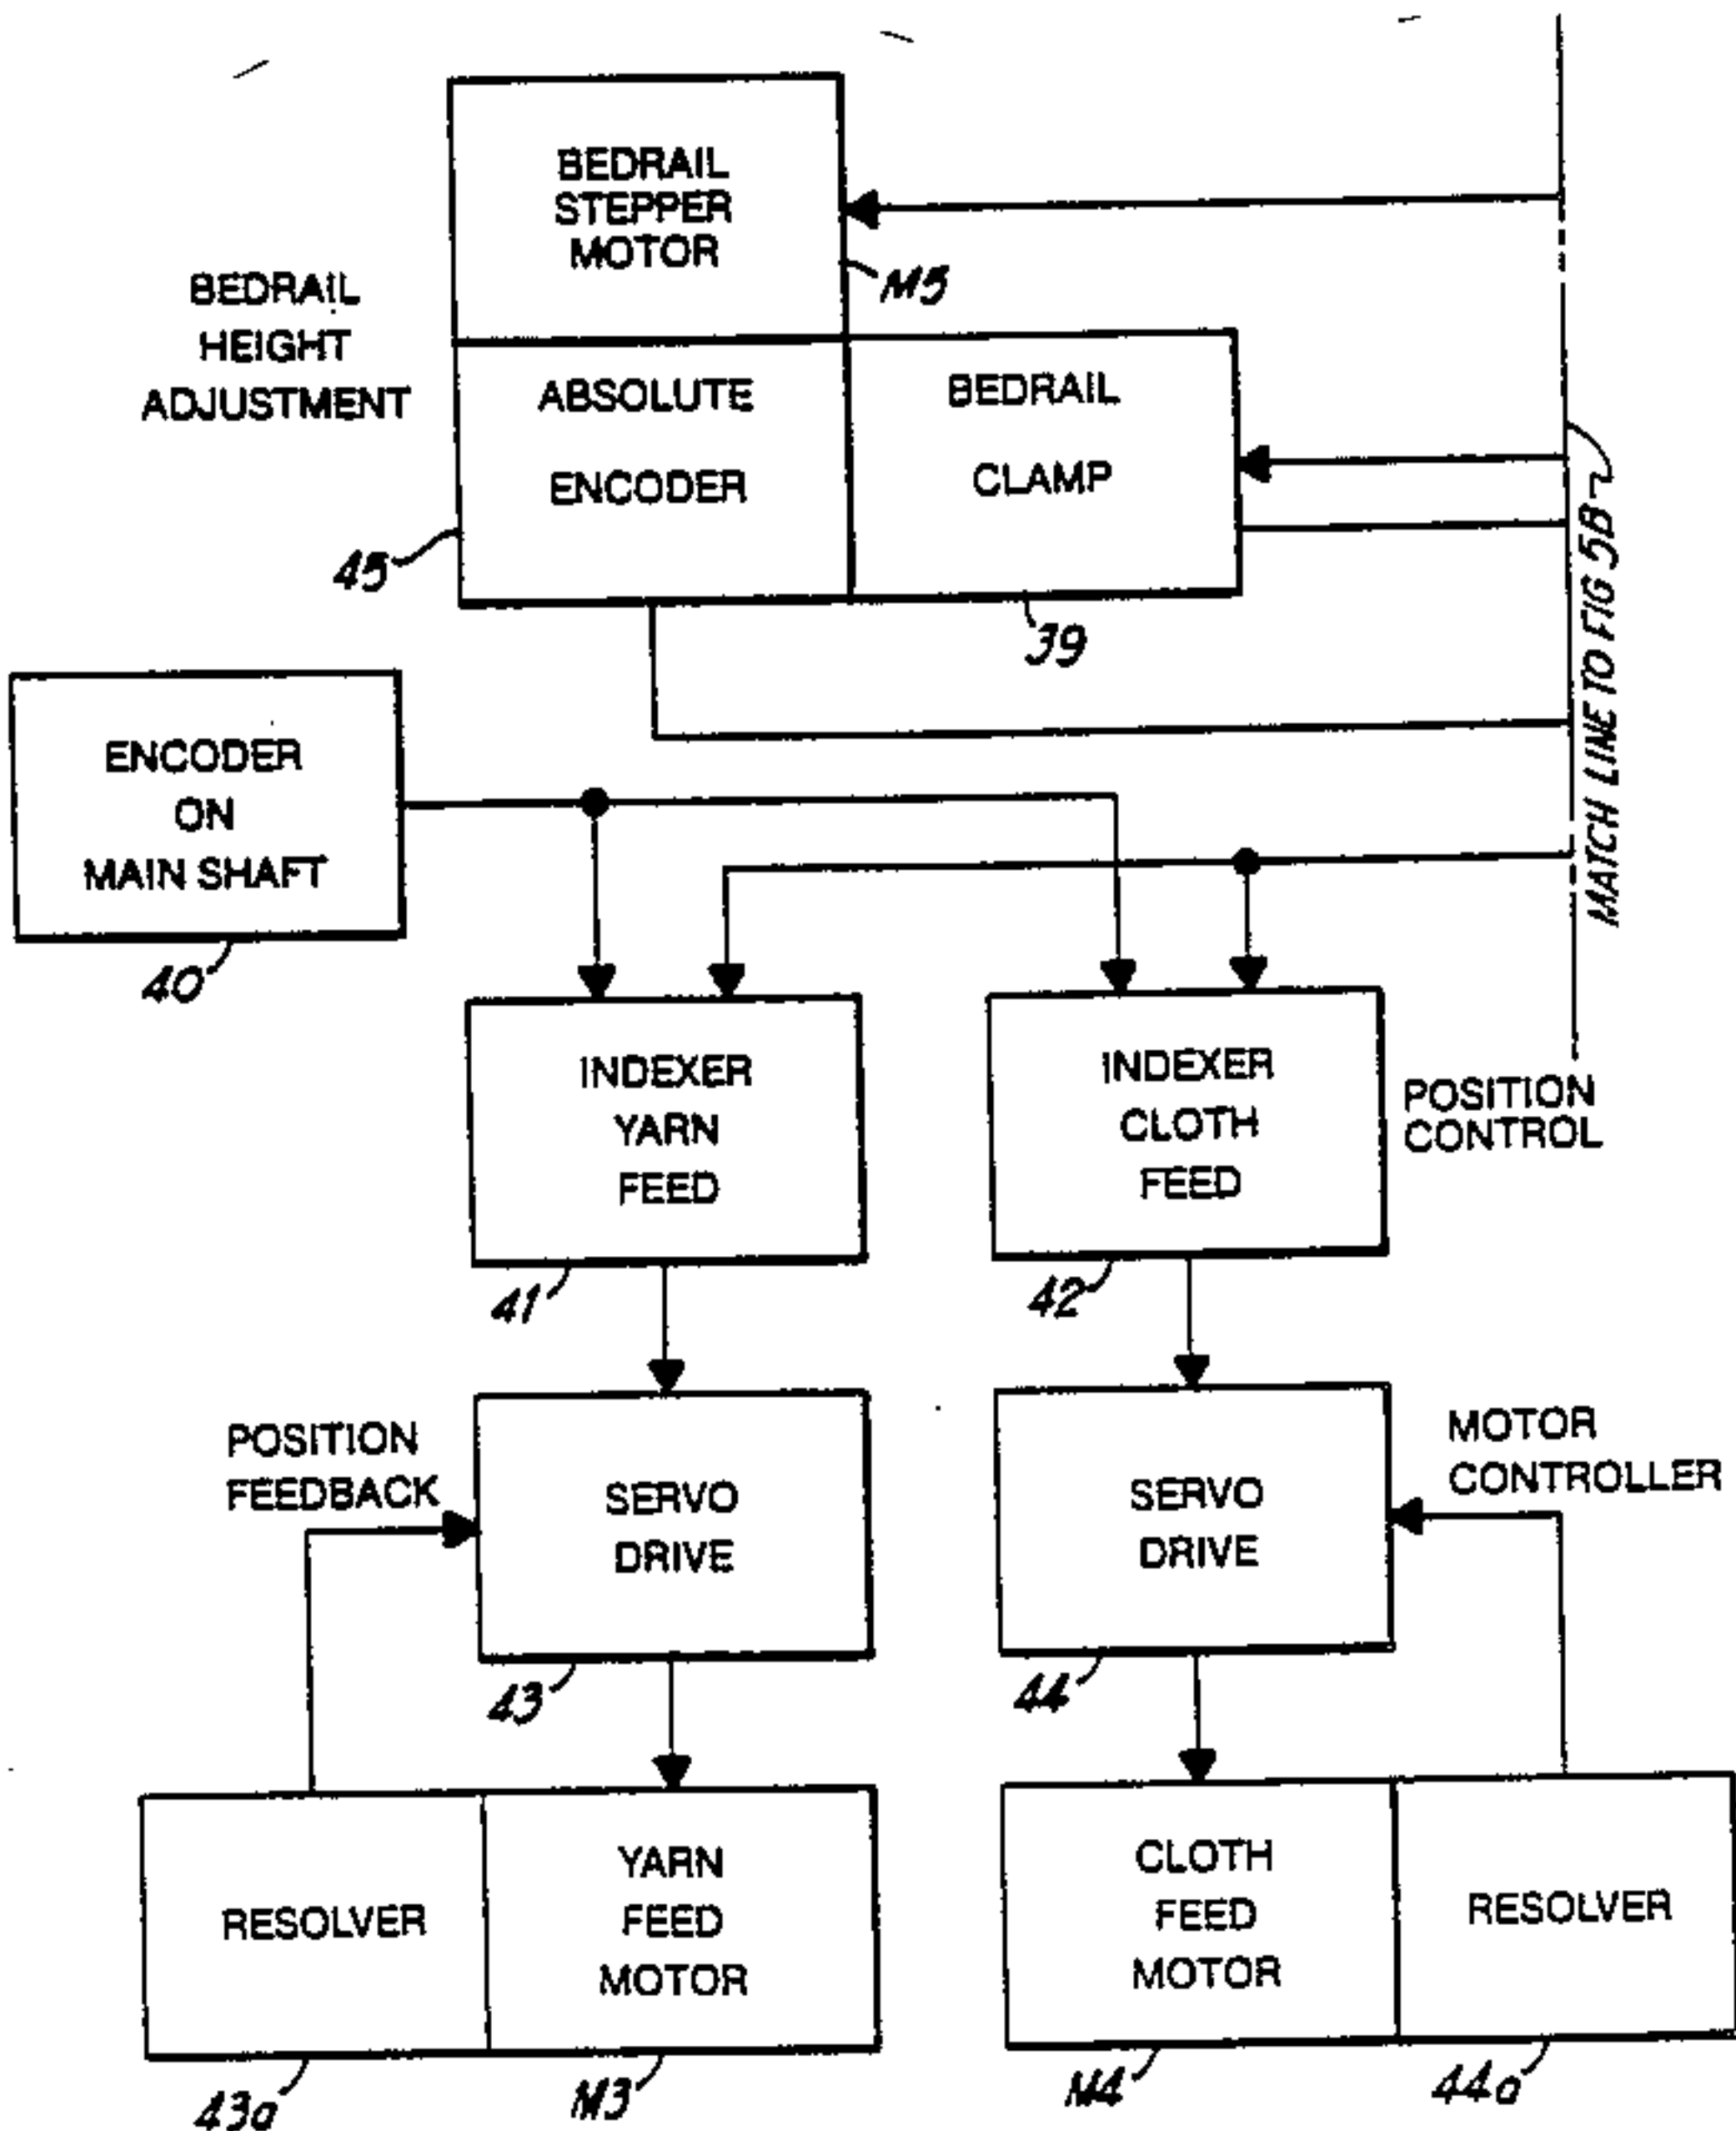 BEDRAIL
STEPPER
MOTOR
M5
BEDRAIL
HEIGHT
ADJUSTMENT
ABSOLUTE
ENCODER
BEDRAIL
CLAMP
45
39
MATCH LINE TO FIG 5B
ENCODER
ON
MAIN SHAFT
40
INDEXER
YARN
FEED
INDEXER
CLOTH
FEED
POSITION
CONTROL
41
42
POSITION
FEEDBACK
SERVO
DRIVE
SERVO
DRIVE
MOTOR
CONTROLLER
43
44
RESOLVER
YARN
FEED
MOTOR
CLOTH
FEED
MOTOR
RESOLVER
43a
M3
M4
44a